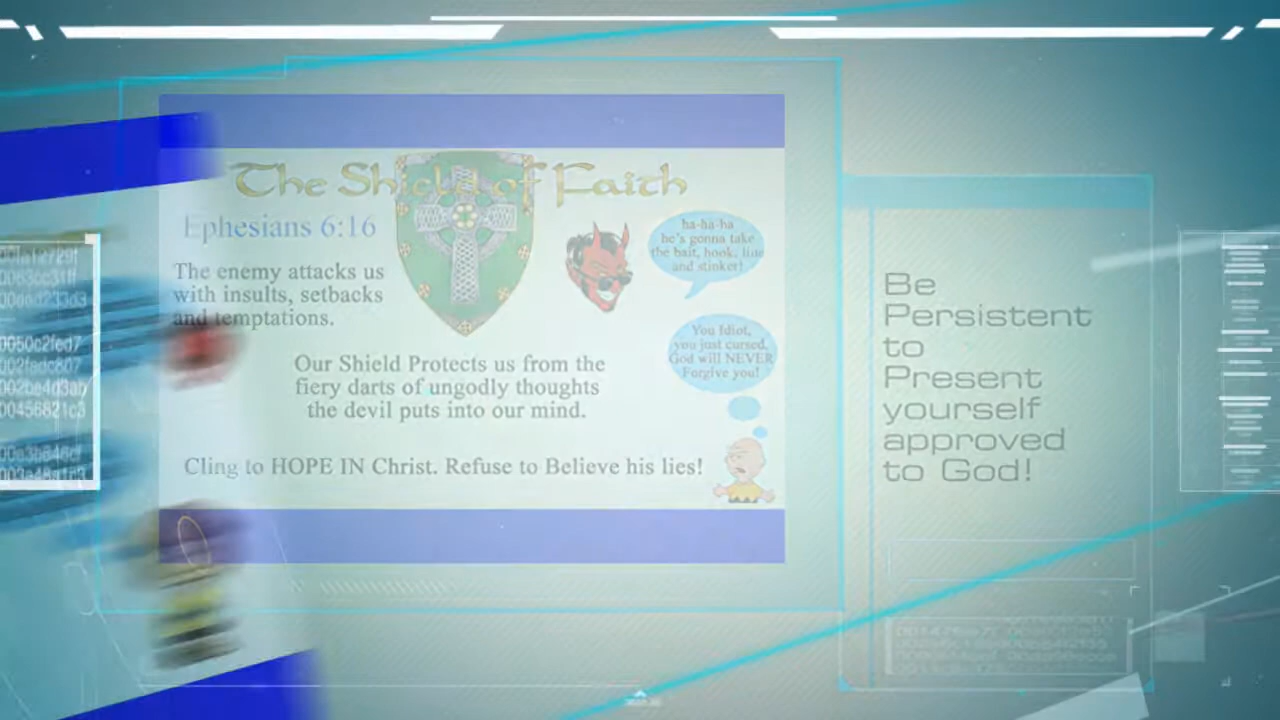 The Shield of Faith
Ephesians 6:16
The enemy attacks us
with insults, setbacks
and temptations.
ha-ha-ha
he's gonna take
the bait, hook, line
and stinker!
You Idiot,
you just cursed,
God will NEVER
Forgive you!
Our Shield Protects us from the
fiery darts of ungodly thoughts
the devil puts into our mind.
Cling to HOPE IN Christ. Refuse to Believe his lies!
Be
Persistent
to
Present
yourself
approved
to God!